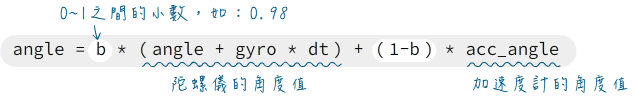 0~1之間的小數，如：0.98
angle = b * (angle + gyro * dt) + (1-b) * acc_angle
陀螺儀的角度值 加速度計的角度值